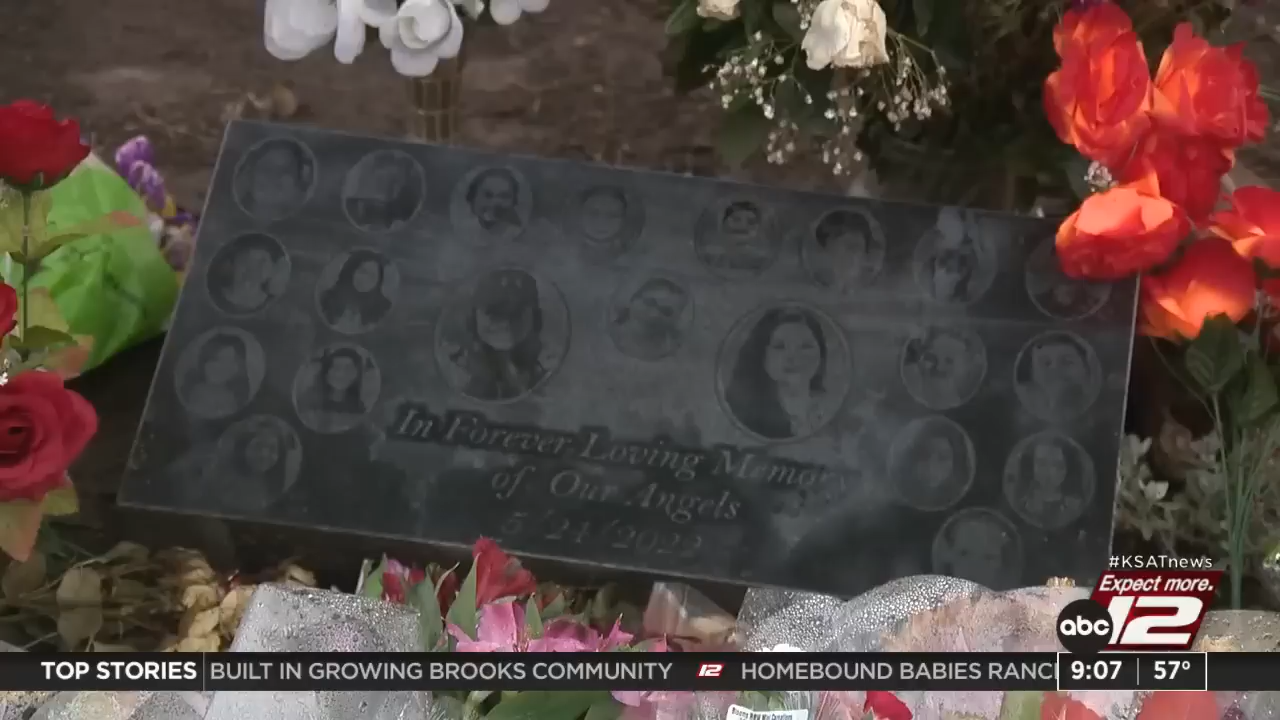 In Forever Loving Memory
of Our Angels
5/24/2022
#KSATnews
Expect more.
abc 12
TOP STORIES BUILT IN GROWING BROOKS COMMUNITY 12 HOMEBOUND BABIES RANC 9:07 57°